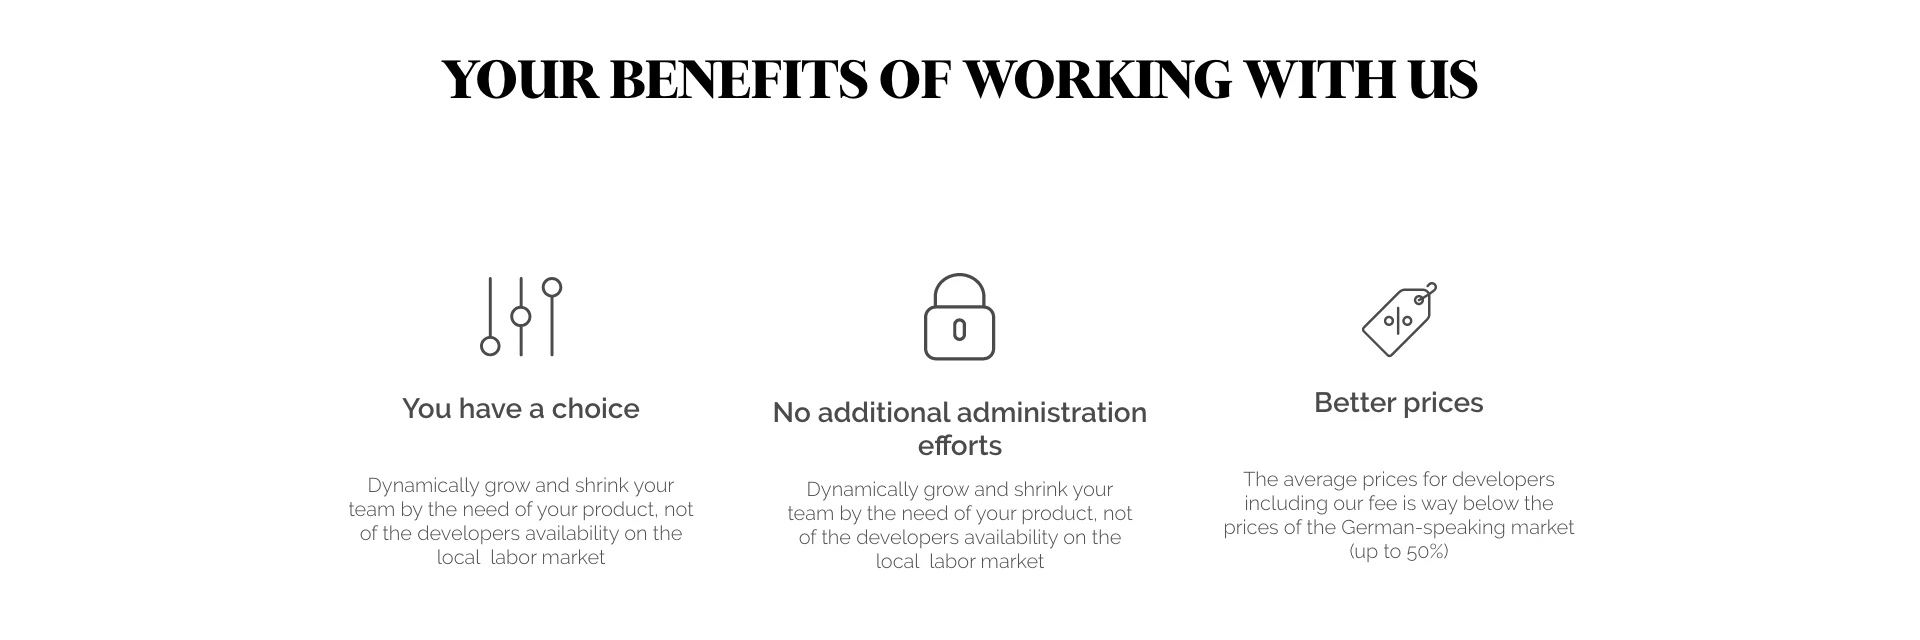 YOUR BENEFITS OF WORKING WITH US
You have a choice
Dynamically grow and shrink your
team by the need of your product, not
of the developers availability on the
local  labor market
No additional administration
efforts
Dynamically grow and shrink your
team by the need of your product, not
of the developers availability on the
local  labor market
Better prices
The average prices for developers
including our fee is way below the
prices of the German-speaking market
(up to 50%)